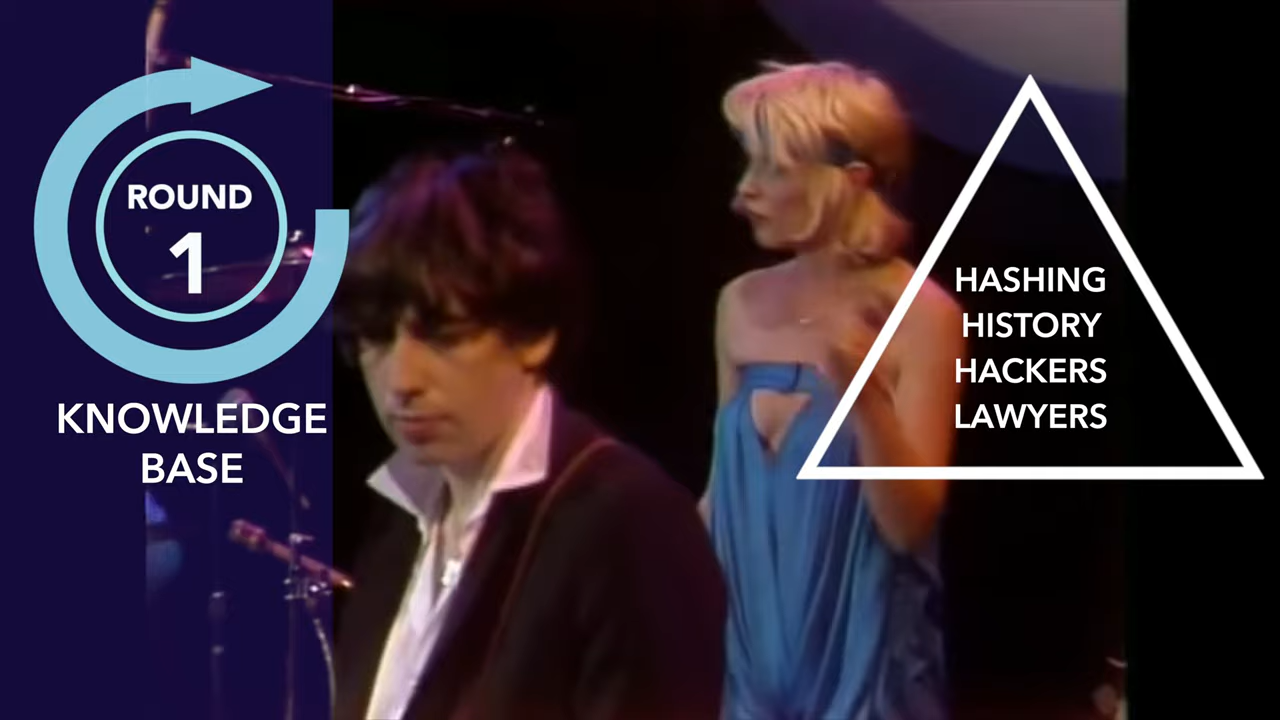 ROUND
1
KNOWLEDGE
BASE
HASHING
HISTORY
HACKERS
LAWYERS